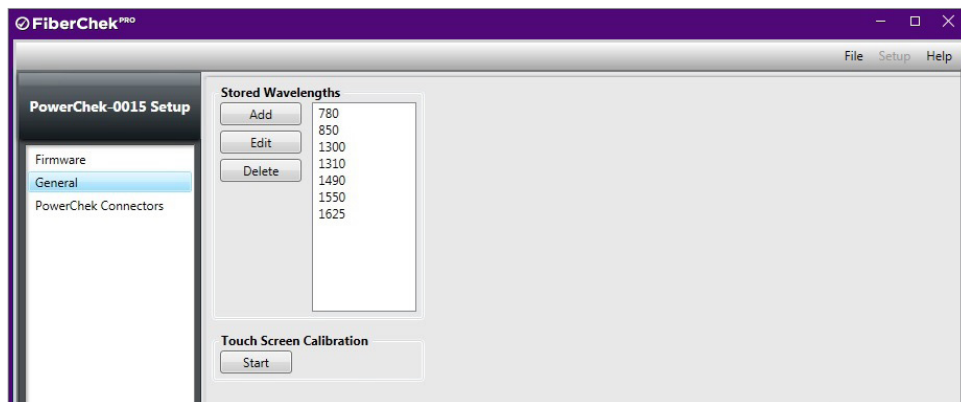 FiberChek PRO
File Setup Help
PowerChek-0015 Setup
Firmware
General
PowerChek Connectors
Stored Wavelengths
Add
Edit
Delete
780
850
1300
1310
1490
1550
1625
Touch Screen Calibration
Start